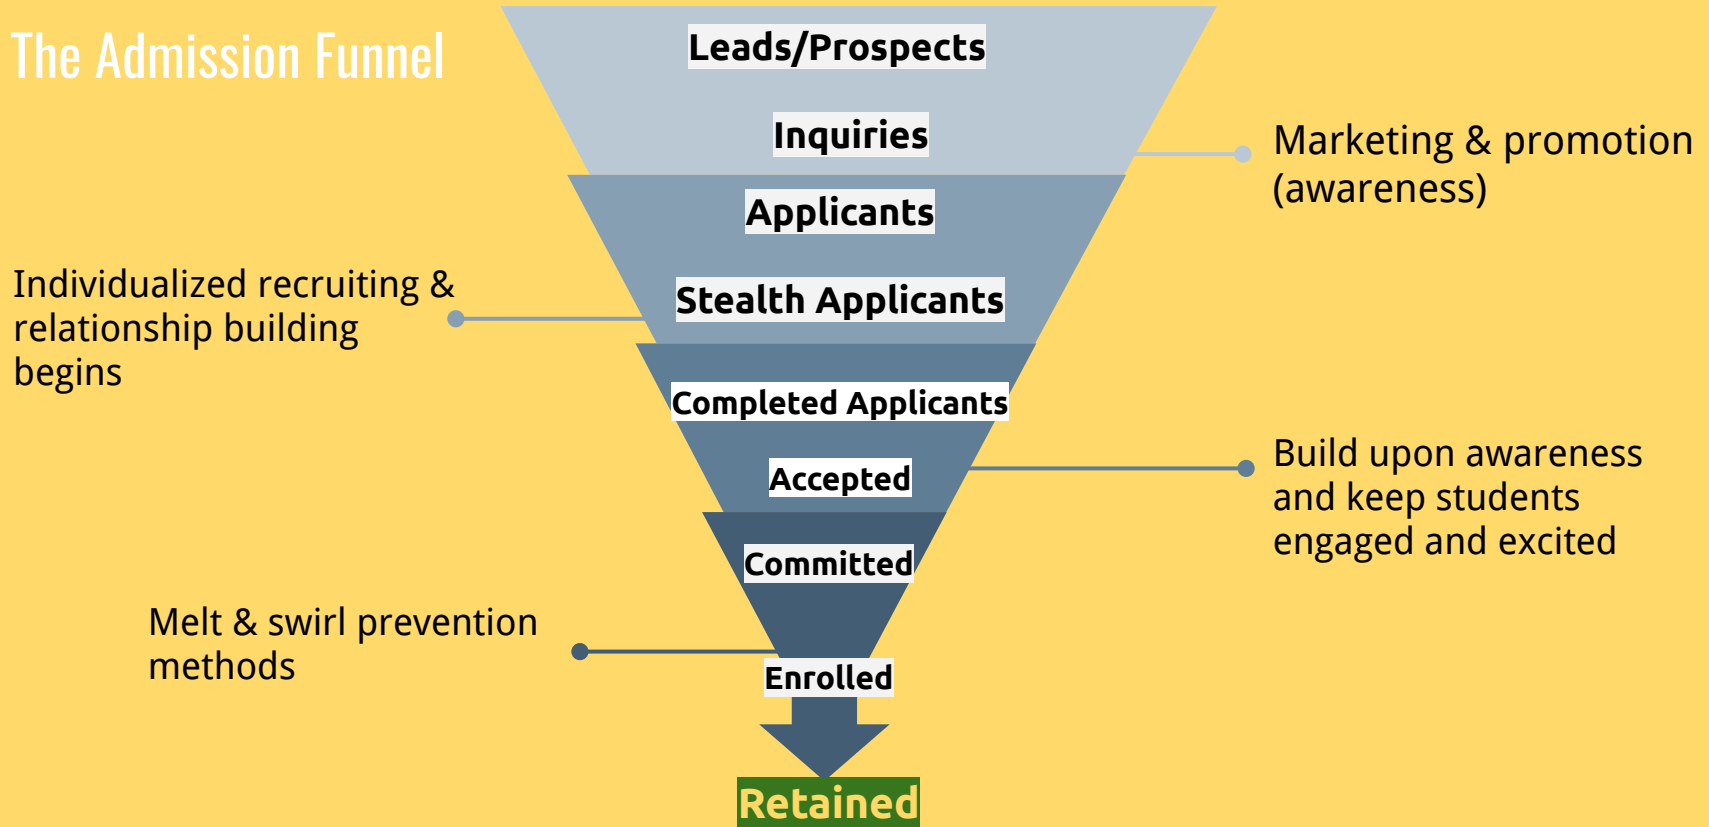 The Admission Funnel
Leads/Prospects
Inquiries
Marketing & promotion
(awareness)
Applicants
Stealth Applicants
Individualized recruiting &
relationship building
begins
Completed Applicants
Accepted
Build upon awareness
and keep students
engaged and excited
Committed
Melt & swirl prevention
methods
Enrolled
Retained